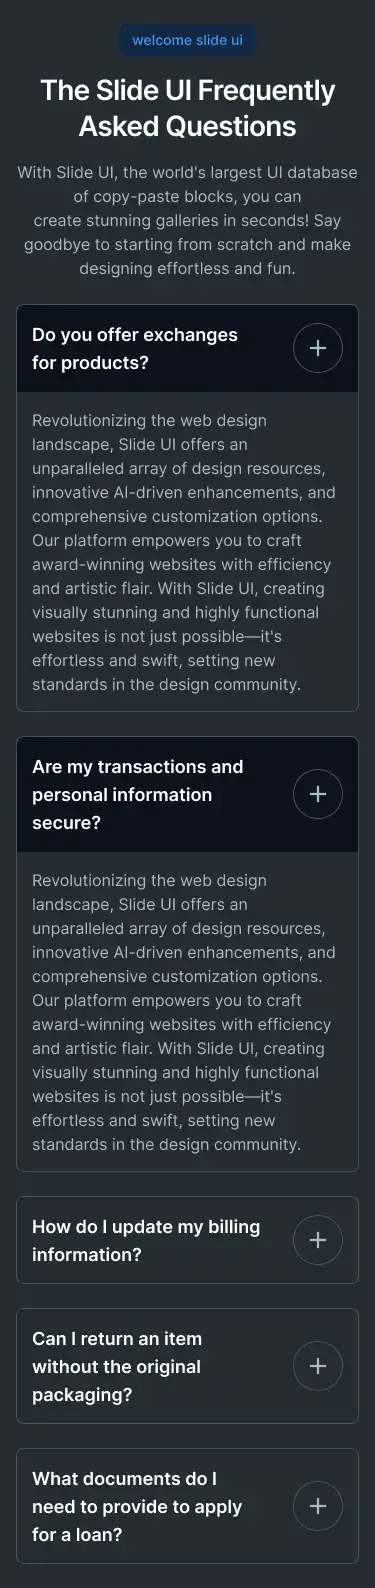 welcome slide ui
The Slide UI Frequently
Asked Questions
With Slide UI, the world's largest UI database
of copy-paste blocks, you can
create stunning galleries in seconds! Say
goodbye to starting from scratch and make
designing effortless and fun.
Do you offer exchanges
for products?
Revolutionizing the web design
landscape, Slide UI offers an
unparalleled array of design resources,
innovative AI-driven enhancements, and
comprehensive customization options.
Our platform empowers you to craft
award-winning websites with efficiency
and artistic flair. With Slide UI, creating
visually stunning and highly functional
websites is not just possible—it's
effortless and swift, setting new
standards in the design community.
Are my transactions and
personal information
secure?
Revolutionizing the web design
landscape, Slide UI offers an
unparalleled array of design resources,
innovative AI-driven enhancements, and
comprehensive customization options.
Our platform empowers you to craft
award-winning websites with efficiency
and artistic flair. With Slide UI, creating
visually stunning and highly functional
websites is not just possible—it's
effortless and swift, setting new
standards in the design community.
How do I update my billing
information?
Can I return an item
without the original
packaging?
What documents do I
need to provide to apply
for a loan?